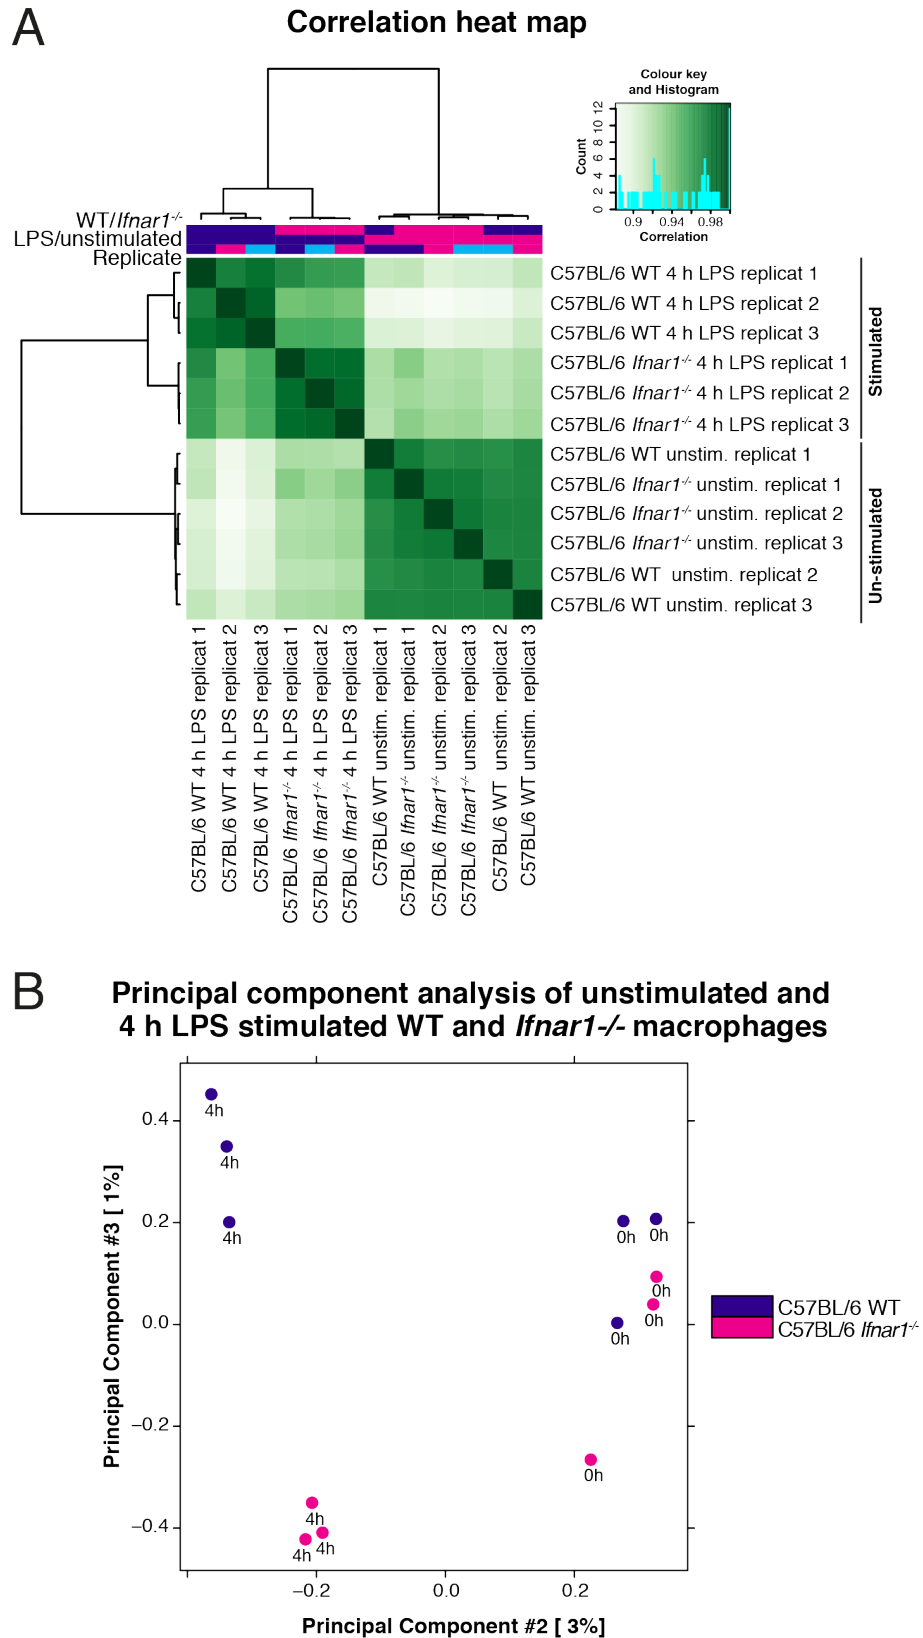 A
Correlation heat map
Colour key
and Histogram
Count
0 2 4 6 8 10 12
0.9 0.94 0.98
Correlation
WT/Ifnar1-/-
LPS/unstimulated
Replicate
C57BL/6 WT 4 h LPS replicat 1
C57BL/6 WT 4 h LPS replicat 2
C57BL/6 WT 4 h LPS replicat 3
C57BL/6 Ifnar1-/- 4 h LPS replicat 1
C57BL/6 Ifnar1-/- 4 h LPS replicat 2
C57BL/6 Ifnar1-/- 4 h LPS replicat 3
C57BL/6 WT unstim. replicat 1
C57BL/6 Ifnar1-/- unstim. replicat 1
C57BL/6 Ifnar1-/- unstim. replicat 2
C57BL/6 Ifnar1-/- unstim. replicat 3
C57BL/6 WT  unstim. replicat 2
C57BL/6 WT unstim. replicat 3
Stimulated
Un-stimulated
C57BL/6 WT 4 h LPS replicat 1
C57BL/6 WT 4 h LPS replicat 2
C57BL/6 WT 4 h LPS replicat 3
C57BL/6 Ifnar1-/- 4 h LPS replicat 1
C57BL/6 Ifnar1-/- 4 h LPS replicat 2
C57BL/6 Ifnar1-/- 4 h LPS replicat 3
C57BL/6 WT unstim. replicat 1
C57BL/6 Ifnar1-/- unstim. replicat 1
C57BL/6 Ifnar1-/- unstim. replicat 2
C57BL/6 Ifnar1-/- unstim. replicat 3
C57BL/6 WT  unstim. replicat 2
C57BL/6 WT unstim. replicat 3
B
Principal component analysis of unstimulated and
4 h LPS stimulated WT and Ifnar1-/- macrophages
Principal Component #3 [ 1%]
0.4
0.2
0.0
−0.2
−0.4
4h
4h
4h
0h
0h
0h
0h
0h
0h
4h
4h
4h
−0.2 0.0 0.2
Principal Component #2 [ 3%]
C57BL/6 WT
C57BL/6 Ifnar1-/-